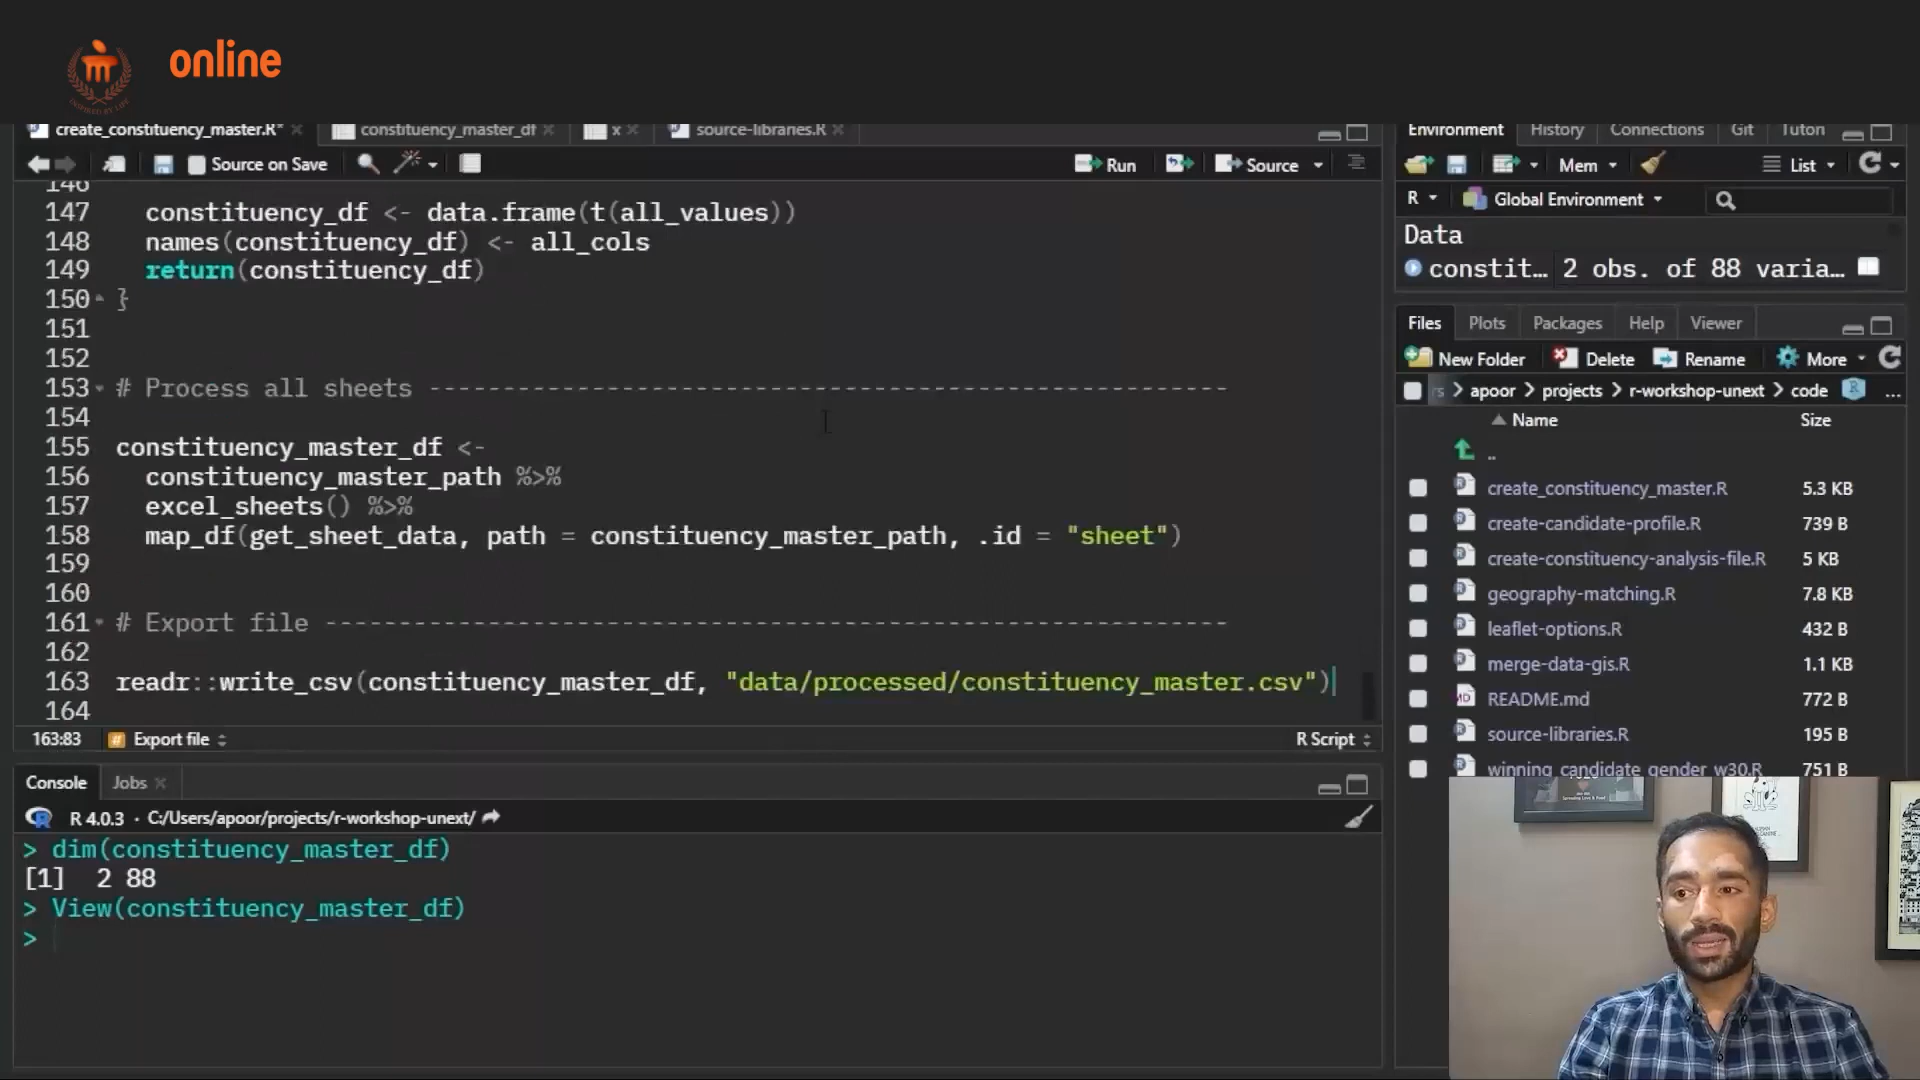 online
INSPIRED BY LIFE
create_constituency_master.R*
constituency_master_df
x
source-libraries.R
Source on Save
Run
Source
146
147 constituency_df <- data.frame(t(all_values))
148 names(constituency_df) <- all_cols
149 return(constituency_df)
150 }
151
152
153 # Process all sheets ------------------------------------------------------
154
155 constituency_master_df <-
156 constituency_master_path %>%
157 excel_sheets() %>%
158 map_df(get_sheet_data, path = constituency_master_path, .id = "sheet")
159
160
161 # Export file -------------------------------------------------------------
162
163 readr::write_csv(constituency_master_df, "data/processed/constituency_master.csv")
164
163:83 # Export file R Script
Console Jobs
R 4.0.3 · C:/Users/apoor/projects/r-workshop-unext/
> dim(constituency_master_df)
[1] 2 88
> View(constituency_master_df)
>
Environment History Connections Git Tuton
Mem List
R Global Environment
Data
constit… 2 obs. of 88 varia…
Files Plots Packages Help Viewer
New Folder Delete Rename More
rs > apoor > projects > r-workshop-unext > code R ...
Name Size
..
create_constituency_master.R 5.3 KB
create-candidate-profile.R 739 B
create-constituency-analysis-file.R 5 KB
geography-matching.R 7.8 KB
leaflet-options.R 432 B
merge-data-gis.R 1.1 KB
README.md 772 B
source-libraries.R 195 B
winning_candidate_gender_w30.R 751 B